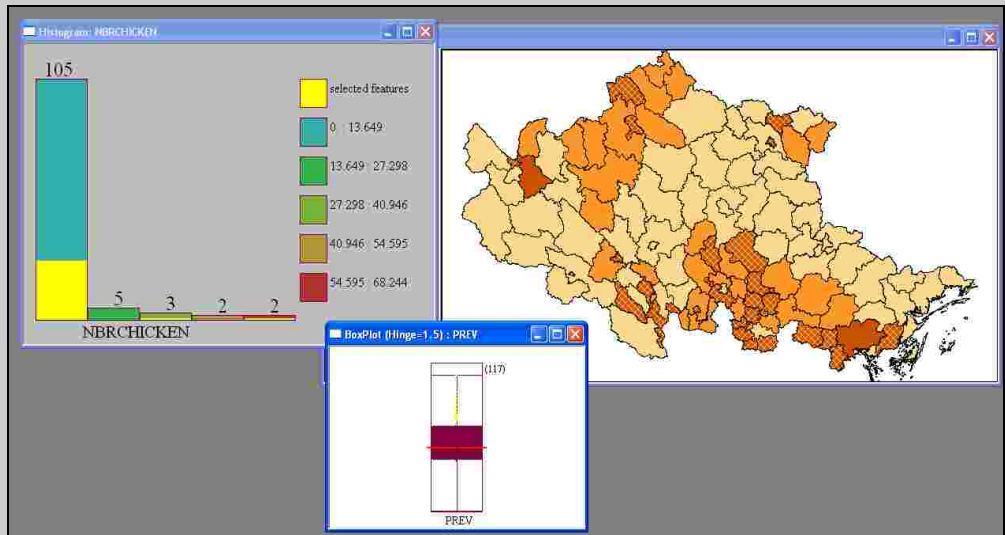 Histogram: NBRCHICKEN
105
5
3
2
2
NBRCHICKEN
selected features
0 : 13.649
13.649 : 27.298
27.298 : 40.946
40.946 : 54.595
54.595 : 68.244
BoxPlot (Hinge=1.5) : PREV
(117)
PREV